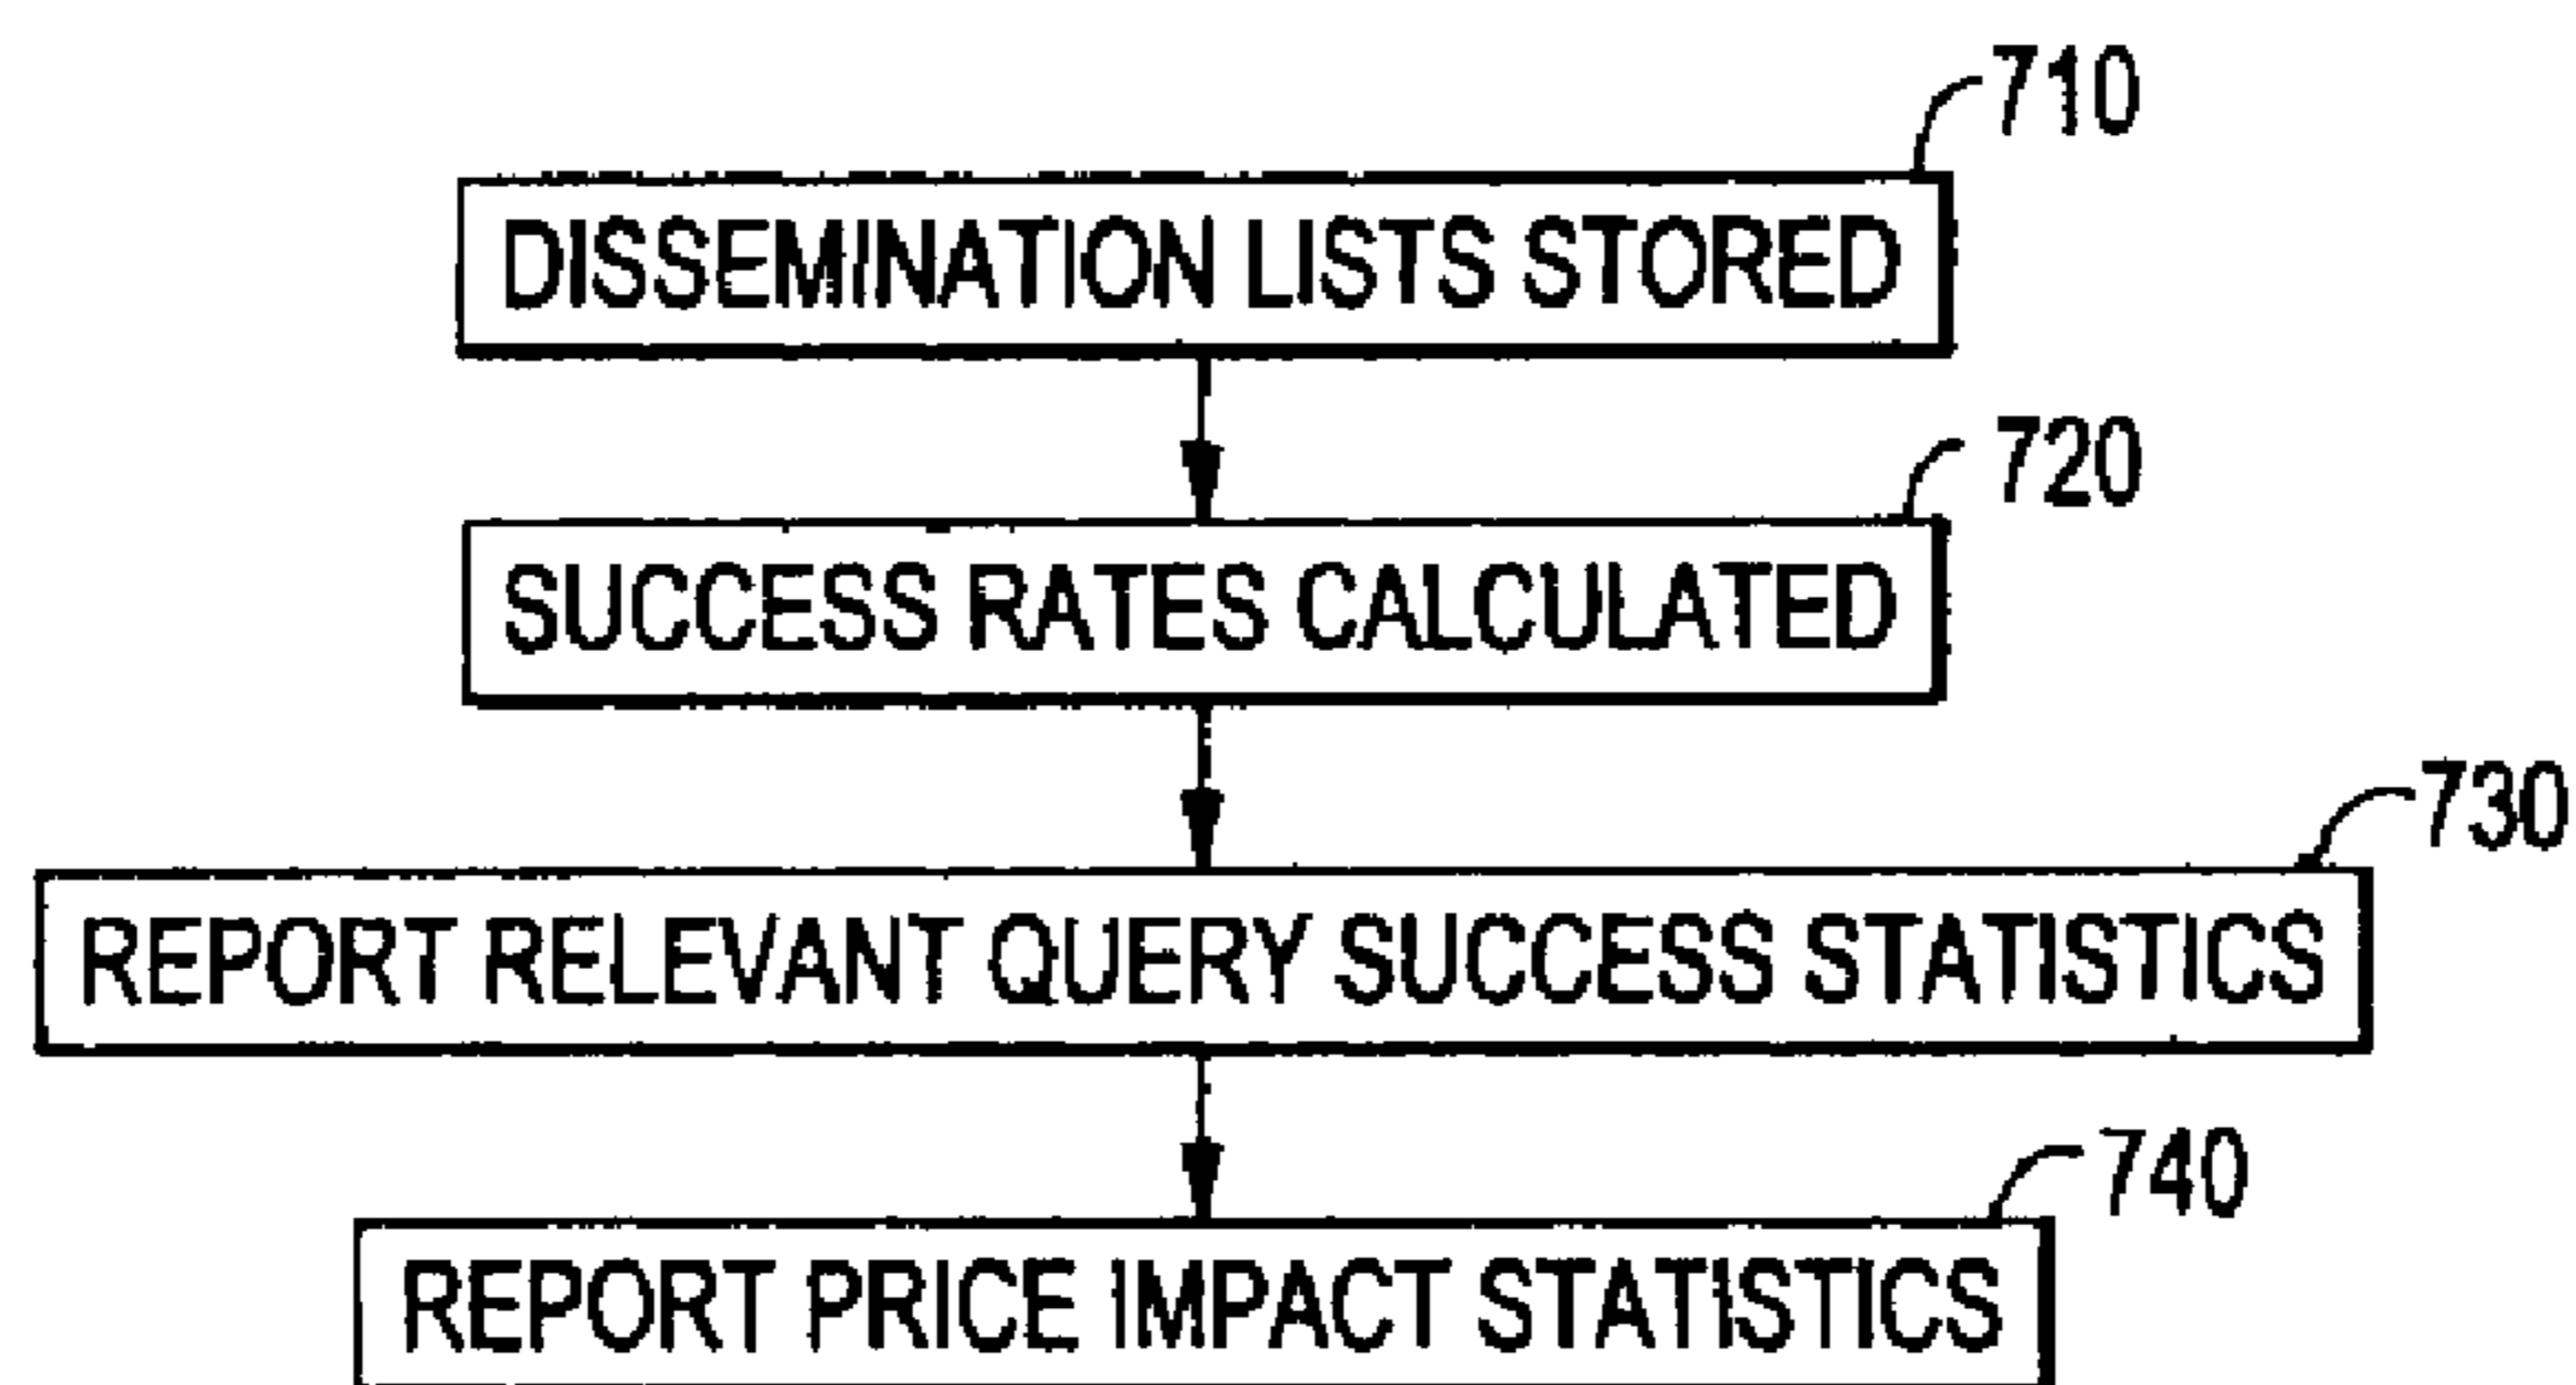 710
DISSEMINATION LISTS STORED
720
SUCCESS RATES CALCULATED
730
REPORT RELEVANT QUERY SUCCESS STATISTICS
740
REPORT PRICE IMPACT STATISTICS